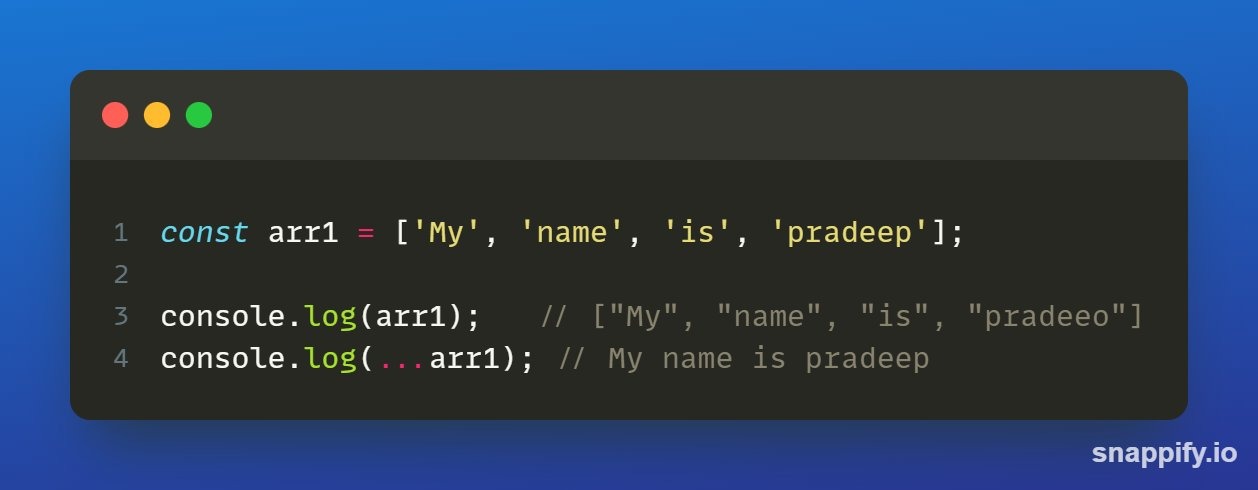 1 const arr1 = ['My', 'name', 'is', 'pradeep'];
2
3 console.log(arr1); // ["My", "name", "is", "pradeeo"]
4 console.log(...arr1); // My name is pradeep
snappify.io